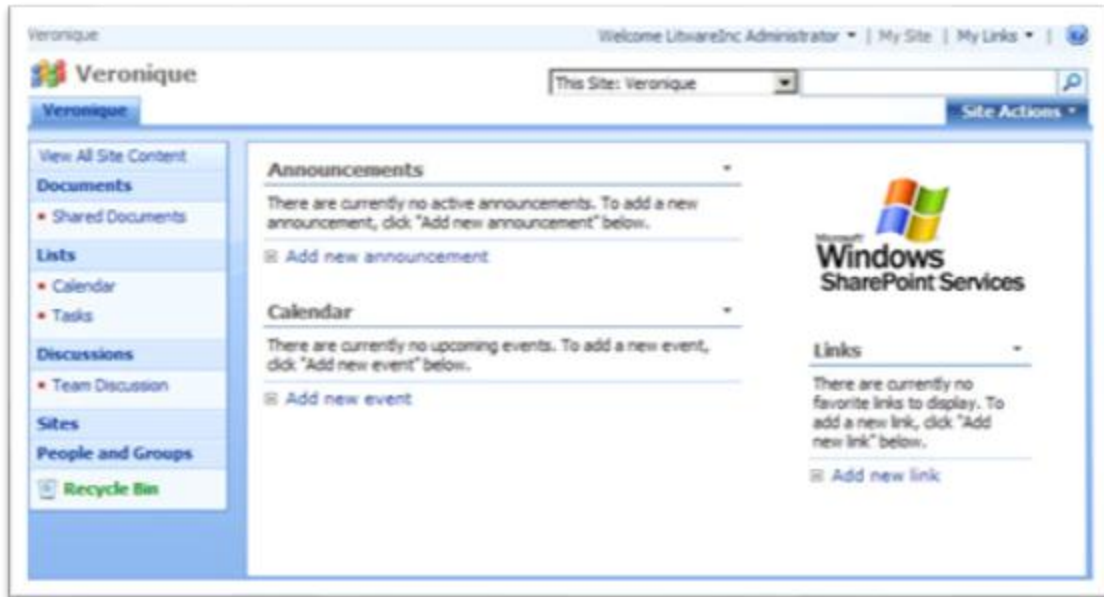 Veronique
Welcome LitwareInc Administrator ▾ | My Site | My Links ▾ |
Veronique
This Site: Veronique
Veronique
Site Actions ▾
View All Site Content
Documents
Shared Documents
Lists
Calendar
Tasks
Discussions
Team Discussion
Sites
People and Groups
Recycle Bin
Announcements
There are currently no active announcements. To add a new
announcement, click "Add new announcement" below.
Add new announcement
Calendar
There are currently no upcoming events. To add a new event,
click "Add new event" below.
Add new event
Microsoft
Windows
SharePoint Services
Links
There are currently no
favorite links to display. To
add a new link, click "Add
new link" below.
Add new link